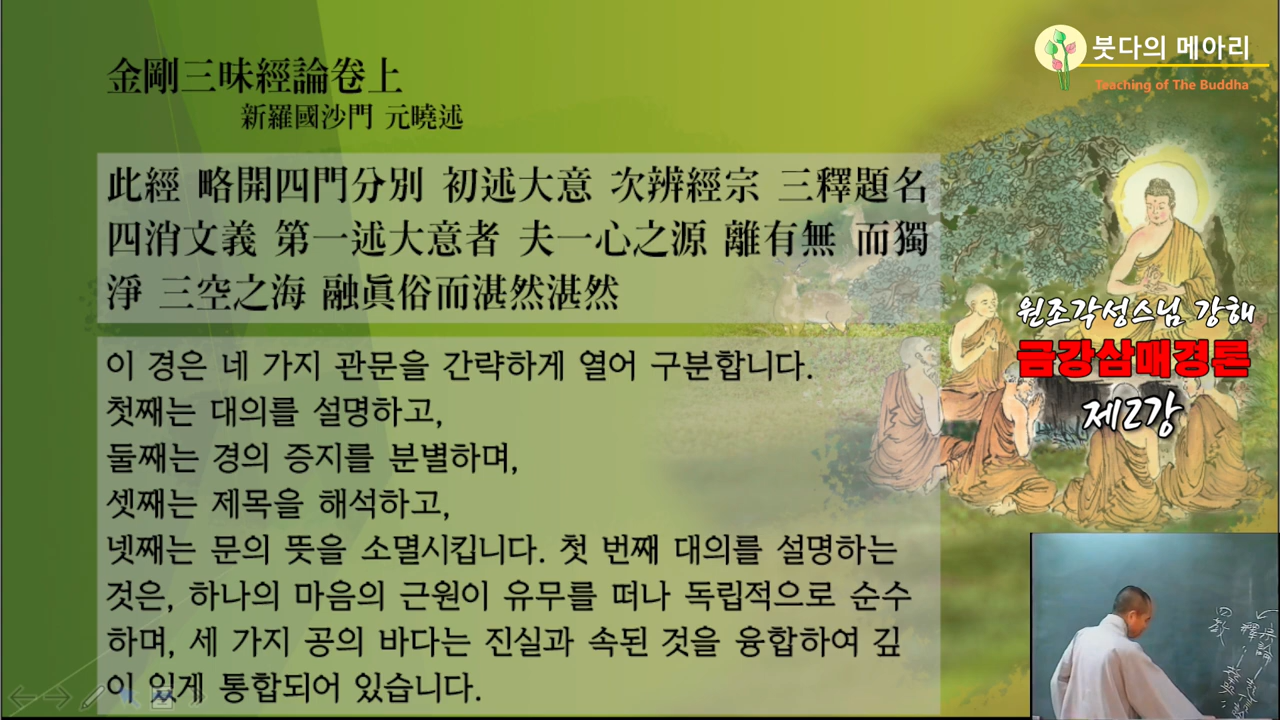 金剛三昧經論卷上
新羅國沙門 元曉述
此經 略開四門分別 初述大意 次辨經宗 三釋題名
四消文義 第一述大意者 夫一心之源 離有無 而獨
淨 三空之海 融眞俗而湛然湛然
이 경은 네 가지 관문을 간략하게 열어 구분합니다.
첫째는 대의를 설명하고,
둘째는 경의 증지를 분별하며,
셋째는 제목을 해석하고,
넷째는 문의 뜻을 소멸시킵니다. 첫 번째 대의를 설명하는
것은, 하나의 마음의 근원이 유무를 떠나 독립적으로 순수
하며, 세 가지 공의 바다는 진실과 속된 것을 융합하여 깊
이 있게 통합되어 있습니다.
붓다의 메아리
Teaching of The Buddha
원조각성스님 강해
금강삼매경론
제2강